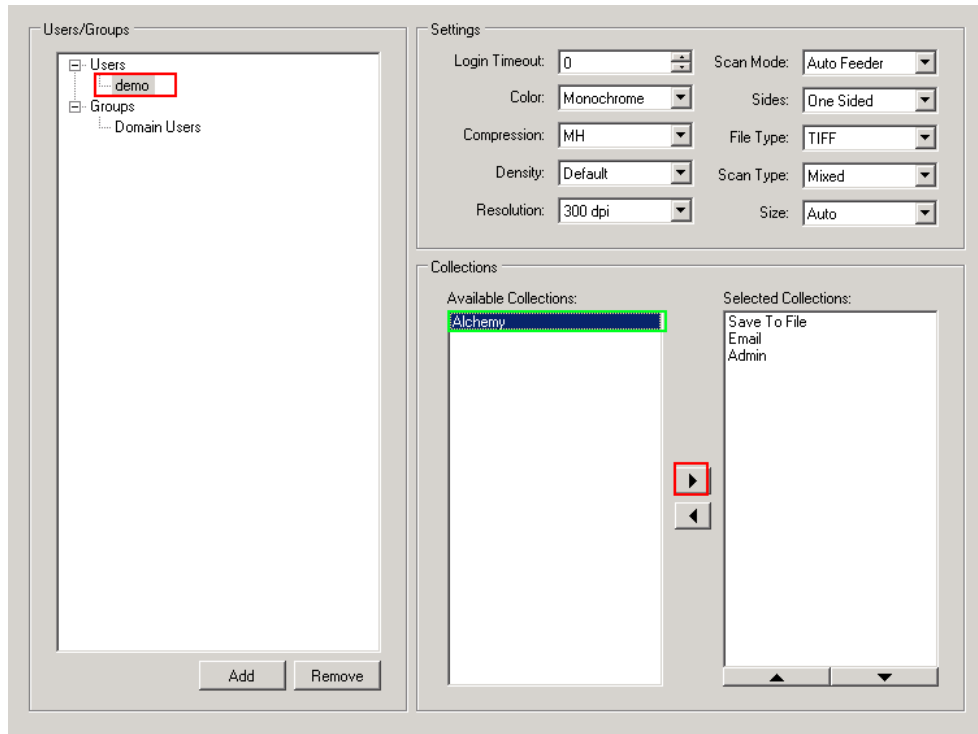 Users/Groups
Users
demo
Groups
Domain Users
Add
Remove
Settings
Login Timeout: 0
Scan Mode: Auto Feeder
Color: Monochrome
Sides: One Sided
Compression: MH
File Type: TIFF
Density: Default
Scan Type: Mixed
Resolution: 300 dpi
Size: Auto
Collections
Available Collections:
Alchemy
Selected Collections:
Save To File
Email
Admin